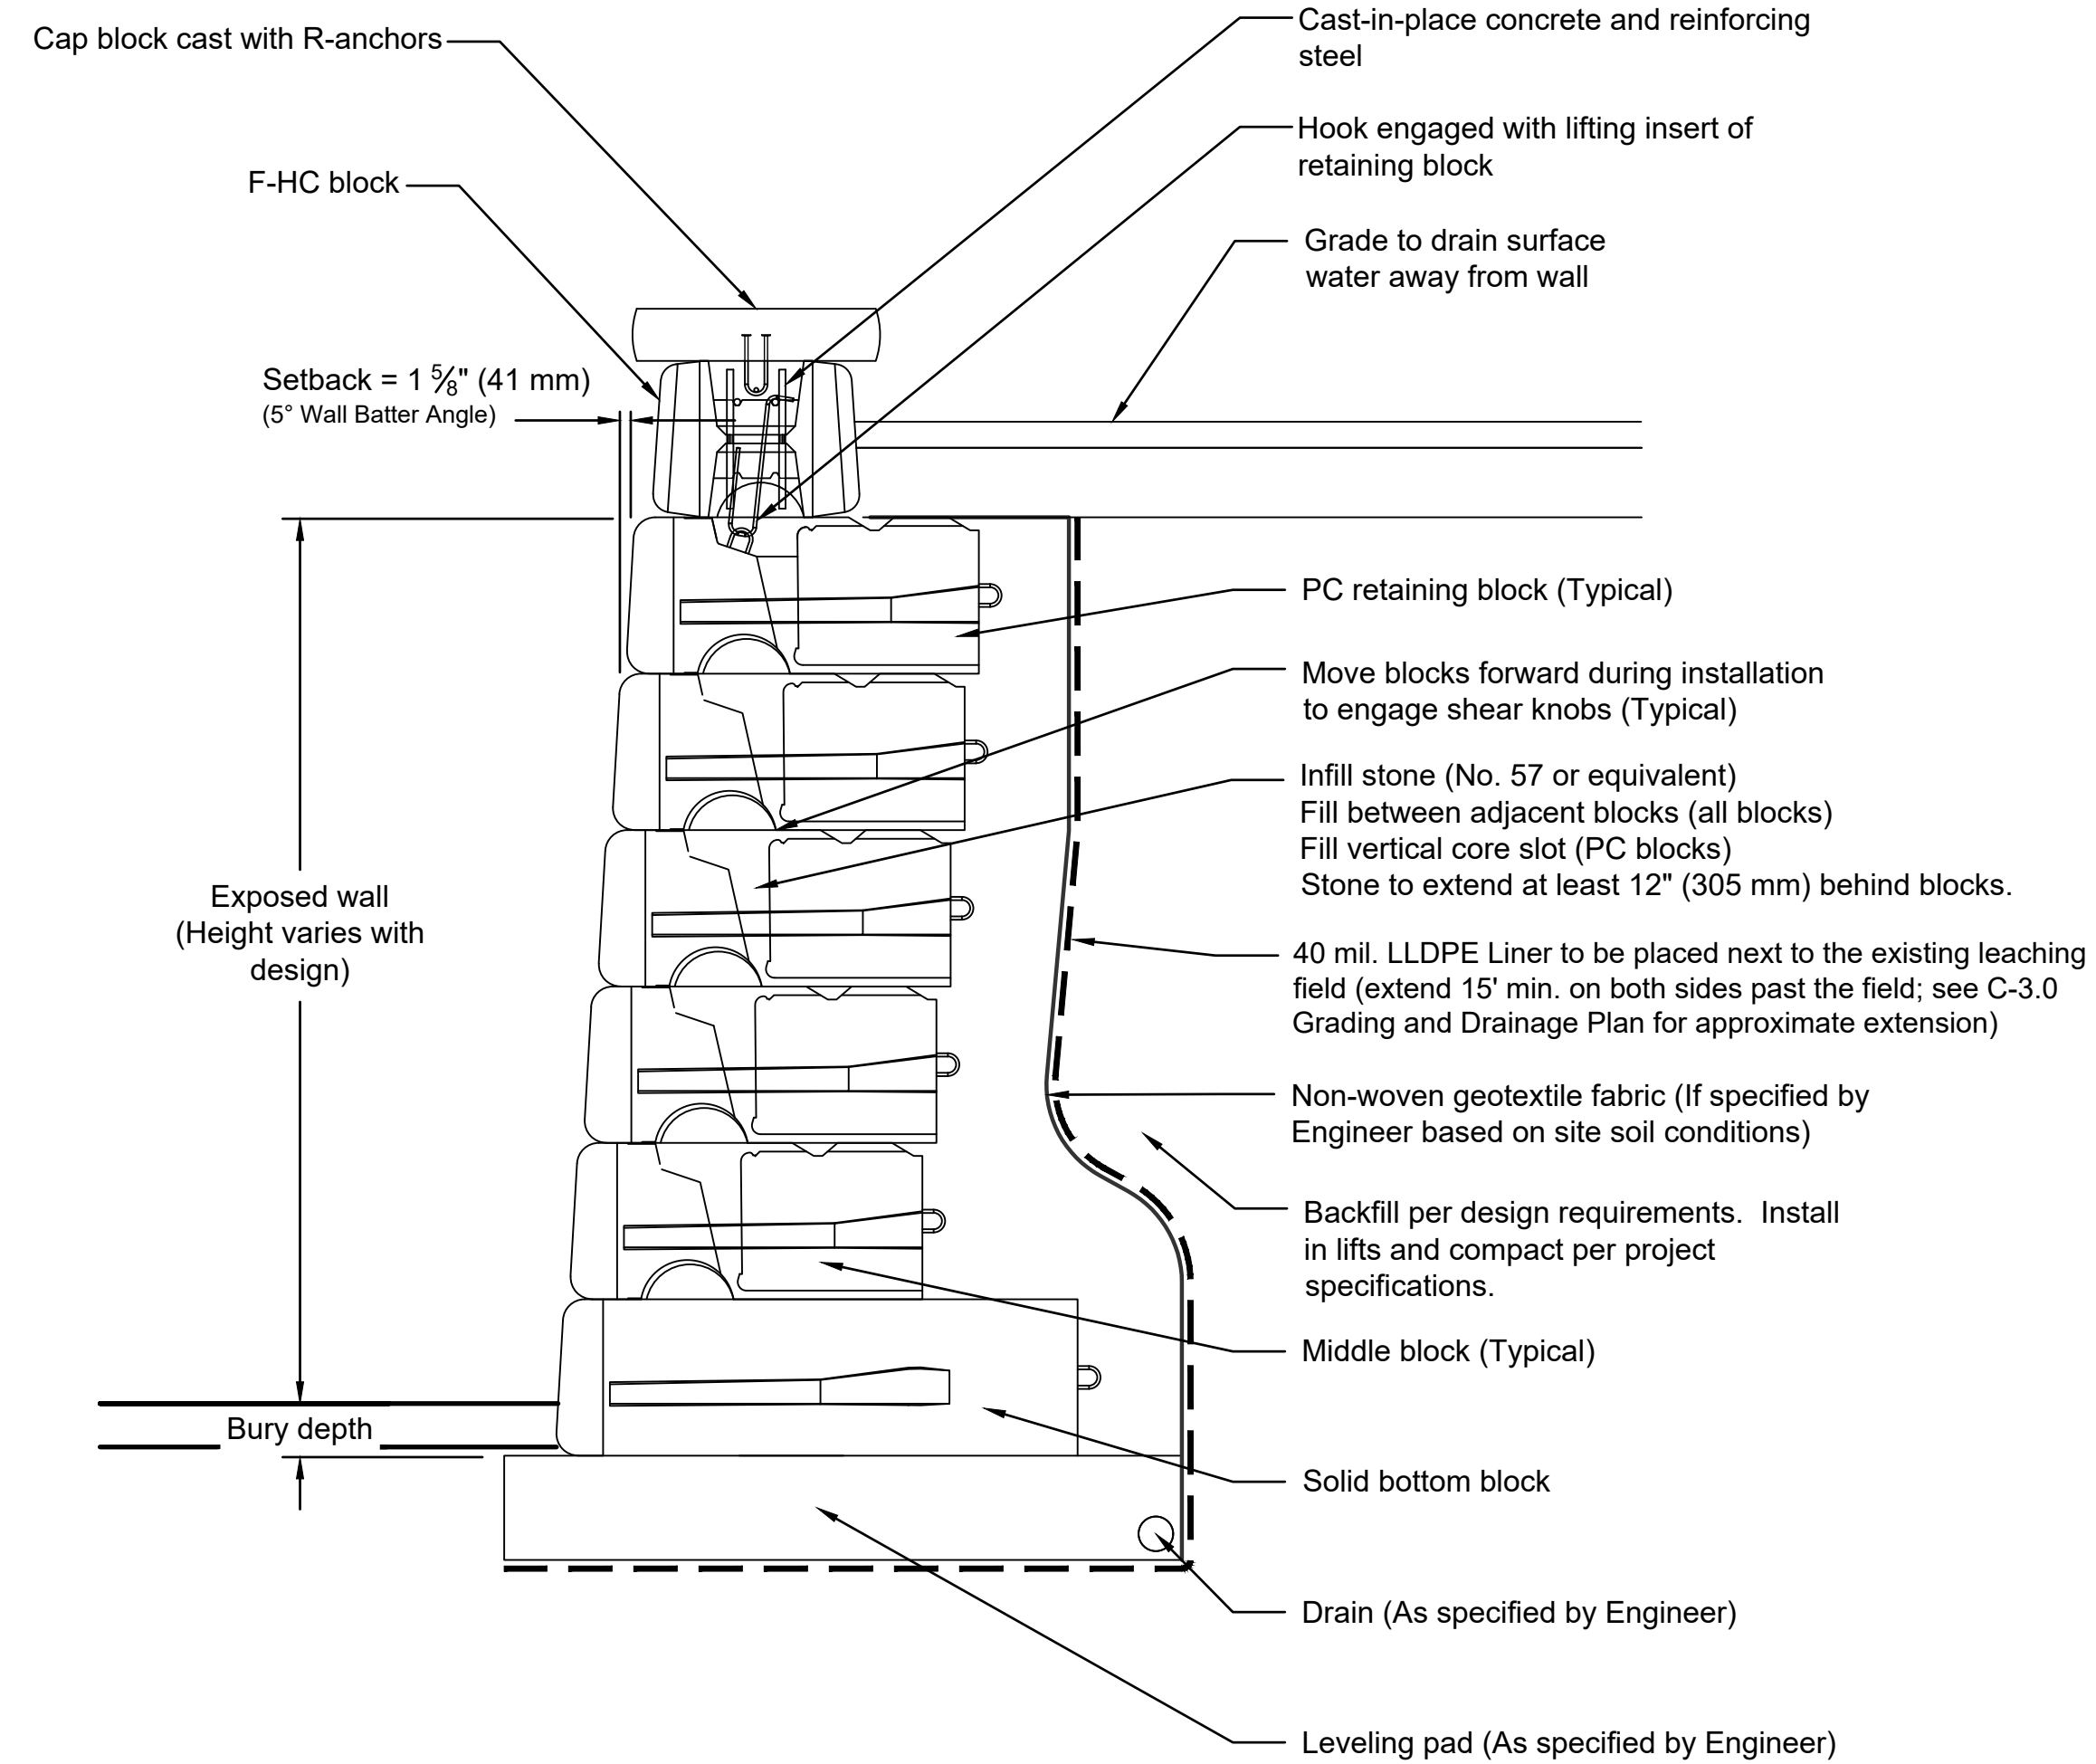 Cap block cast with R-anchors
F-HC block
Setback = 1 5⁄8" (41 mm)
(5° Wall Batter Angle)
Exposed wall
(Height varies with
design)
Bury depth
Cast-in-place concrete and reinforcing
steel
Hook engaged with lifting insert of
retaining block
Grade to drain surface
water away from wall
PC retaining block (Typical)
Move blocks forward during installation
to engage shear knobs (Typical)
Infill stone (No. 57 or equivalent)
Fill between adjacent blocks (all blocks)
Fill vertical core slot (PC blocks)
Stone to extend at least 12" (305 mm) behind blocks.
40 mil. LLDPE Liner to be placed next to the existing leaching
field (extend 15' min. on both sides past the field; see C-3.0
Grading and Drainage Plan for approximate extension)
Non-woven geotextile fabric (If specified by
Engineer based on site soil conditions)
Backfill per design requirements. Install
in lifts and compact per project
specifications.
Middle block (Typical)
Solid bottom block
Drain (As specified by Engineer)
Leveling pad (As specified by Engineer)